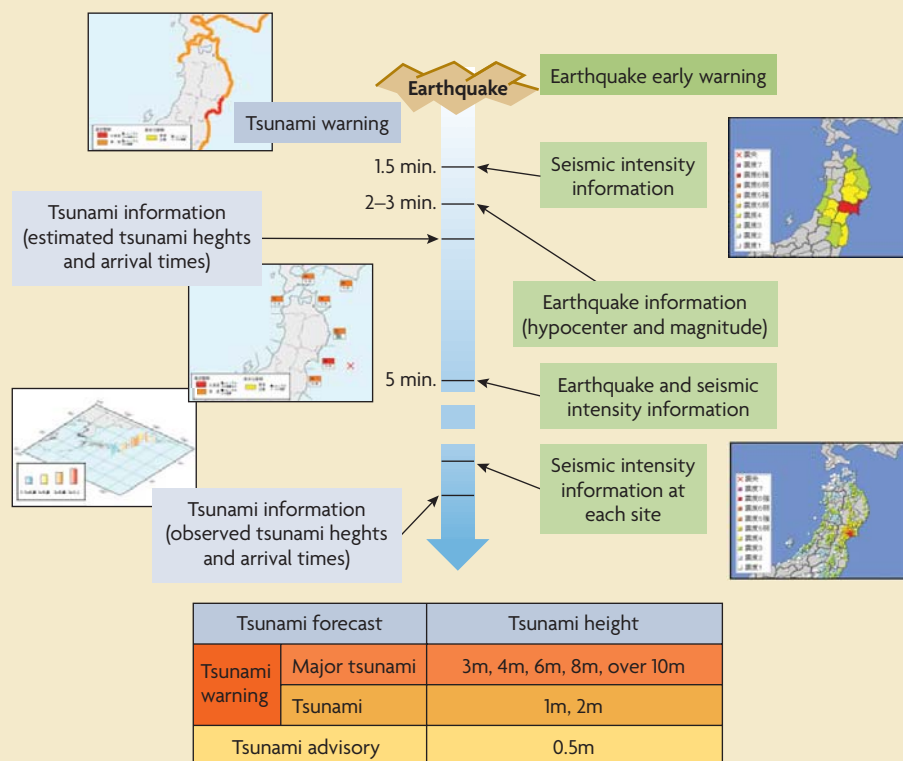 Earthquake
Earthquake early warning
Tsunami warning
1.5 min.
Seismic intensity
information
2–3 min.
Tsunami information
(estimated tsunami heghts
and arrival times)
Earthquake information
(hypocenter and magnitude)
5 min.
Earthquake and seismic
intensity information
Seismic intensity
information at
each site
Tsunami information
(observed tsunami heghts
and arrival times)
Tsunami forecast
Tsunami height
Tsunami
warning
Major tsunami
3m, 4m, 6m, 8m, over 10m
Tsunami
1m, 2m
Tsunami advisory
0.5m